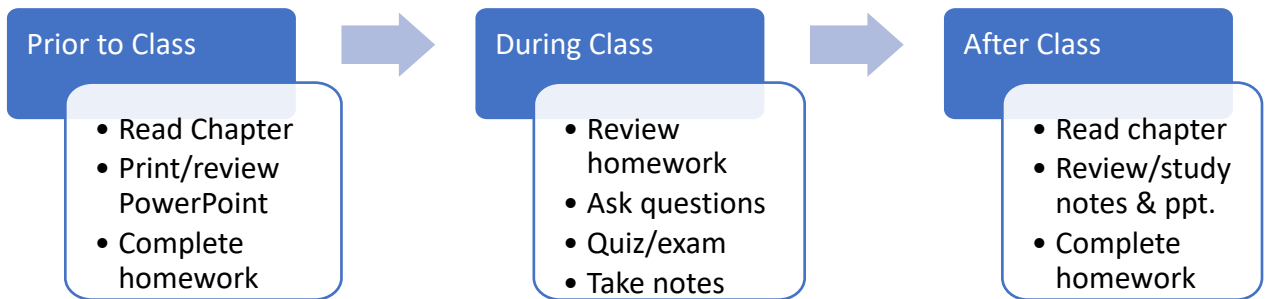 Prior to Class
• Read Chapter
• Print/review
PowerPoint
• Complete
homework
During Class
• Review
homework
• Ask questions
• Quiz/exam
• Take notes
After Class
• Read chapter
• Review/study
notes & ppt.
• Complete
homework